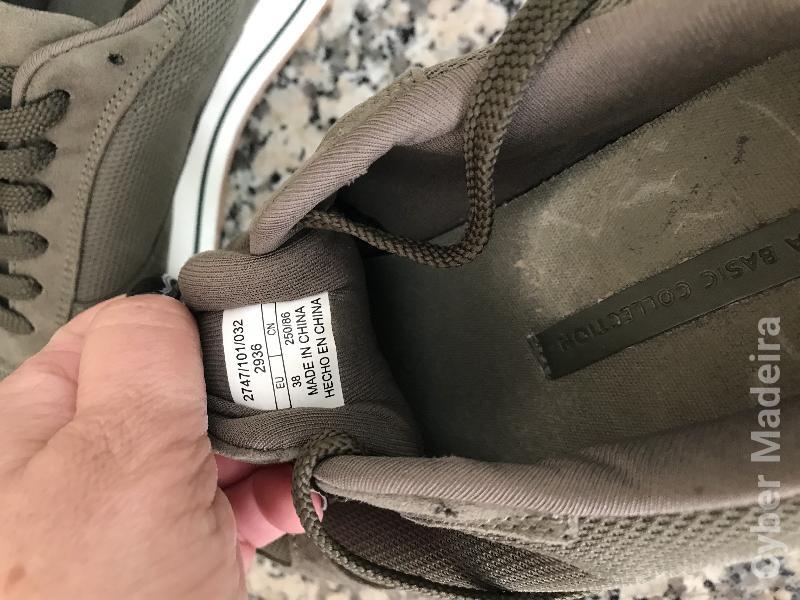 2747/101/032
2936
EU CN
38 250/86
MADE IN CHINA
HECHO EN CHINA
A BASIC COLLECTION
Cyber Madeira